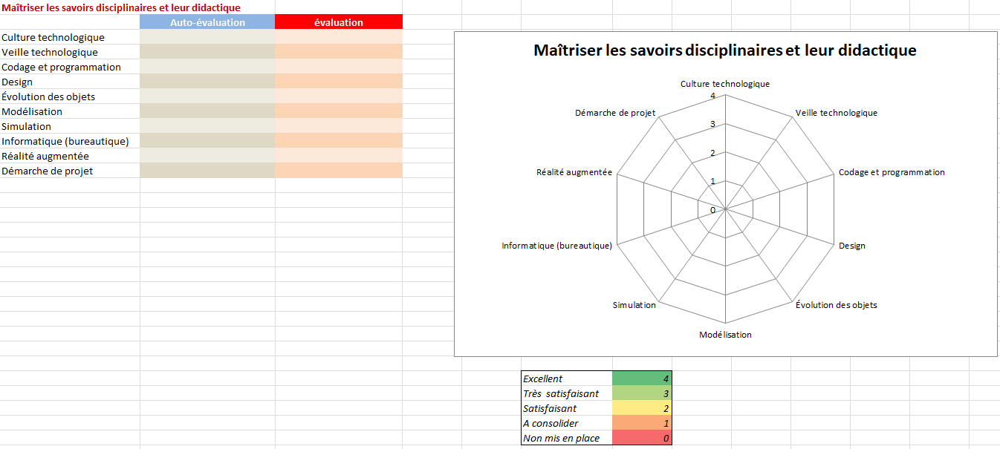 Maîtriser les savoirs disciplinaires et leur didactique
Auto-évaluation évaluation
Culture technologique
Veille technologique
Codage et programmation
Design
Évolution des objets
Modélisation
Simulation
Informatique (bureautique)
Réalité augmentée
Démarche de projet
Maîtriser les savoirs disciplinaires et leur didactique
Culture technologique
4
Démarche de projet
Veille technologique
3
2
Réalité augmentée
Codage et programmation
1
0
Informatique (bureautique)
Design
Simulation
Évolution des objets
Modélisation
Excellent 4
Très satisfaisant 3
Satisfaisant 2
A consolider 1
Non mis en place 0